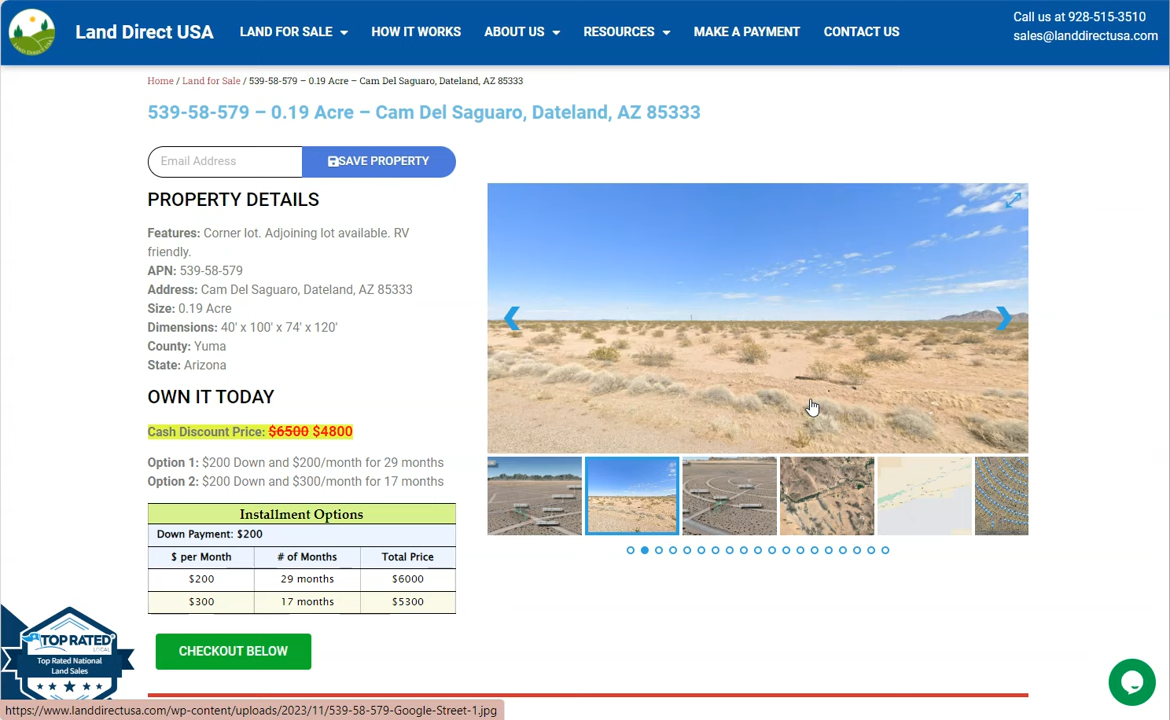 Land Direct USA
LAND FOR SALE
HOW IT WORKS
ABOUT US
RESOURCES
MAKE A PAYMENT
CONTACT US
Call us at 928-515-3510
sales@landdirectusa.com
Home / Land for Sale / 539-58-579 – 0.19 Acre – Cam Del Saguaro, Dateland, AZ 85333
539-58-579 – 0.19 Acre – Cam Del Saguaro, Dateland, AZ 85333
Email Address
SAVE PROPERTY
PROPERTY DETAILS
Features: Corner lot. Adjoining lot available. RV
friendly.
APN: 539-58-579
Address: Cam Del Saguaro, Dateland, AZ 85333
Size: 0.19 Acre
Dimensions: 40' x 100' x 74' x 120'
County: Yuma
State: Arizona
OWN IT TODAY
Cash Discount Price: $6500 $4800
Option 1: $200 Down and $200/month for 29 months
Option 2: $200 Down and $300/month for 17 months
Installment Options
Down Payment: $200
$ per Month # of Months Total Price
$200 29 months $6000
$300 17 months $5300
CHECKOUT BELOW
TOP RATED
LOCAL
Top Rated National
Land Sales
https://www.landdirectusa.com/wp-content/uploads/2023/11/539-58-579-Google-Street-1.jpg